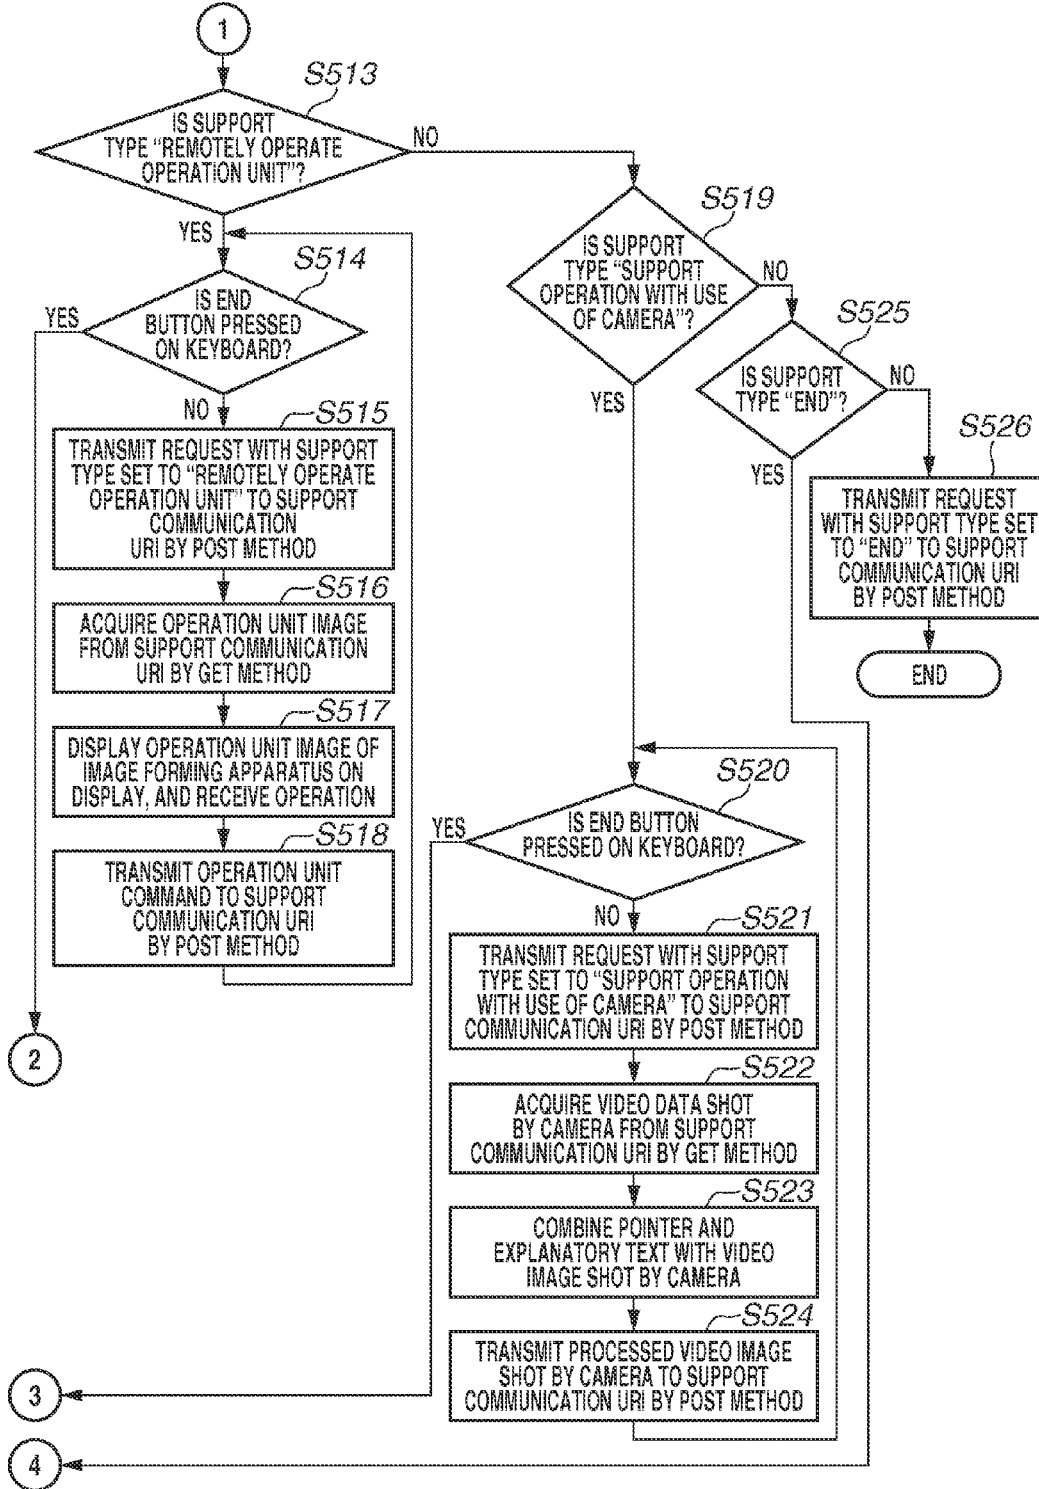 1
S513
IS SUPPORT
TYPE “REMOTELY OPERATE
OPERATION UNIT”?
NO
YES
S514
IS END
BUTTON PRESSED
ON KEYBOARD?
YES
NO
S515
TRANSMIT REQUEST WITH SUPPORT
TYPE SET TO “REMOTELY OPERATE
OPERATION UNIT” TO SUPPORT
COMMUNICATION
URI BY POST METHOD
S516
ACQUIRE OPERATION UNIT IMAGE
FROM SUPPORT COMMUNICATION
URI BY GET METHOD
S517
DISPLAY OPERATION UNIT IMAGE OF
IMAGE FORMING APPARATUS ON
DISPLAY, AND RECEIVE OPERATION
S518
TRANSMIT OPERATION UNIT
COMMAND TO SUPPORT
COMMUNICATION URI
BY POST METHOD
2
S519
IS SUPPORT
TYPE “SUPPORT
OPERATION WITH USE
OF CAMERA”?
NO
YES
S525
IS SUPPORT
TYPE “END”?
NO
YES
S526
TRANSMIT REQUEST
WITH SUPPORT TYPE SET
TO “END” TO SUPPORT
COMMUNICATION URI
BY POST METHOD
END
S520
IS END BUTTON
PRESSED ON KEYBOARD?
YES
NO
S521
TRANSMIT REQUEST WITH SUPPORT
TYPE SET TO “SUPPORT OPERATION
WITH USE OF CAMERA” TO SUPPORT
COMMUNICATION URI BY POST METHOD
S522
ACQUIRE VIDEO DATA SHOT
BY CAMERA FROM SUPPORT
COMMUNICATION URI BY GET METHOD
S523
COMBINE POINTER AND
EXPLANATORY TEXT WITH VIDEO
IMAGE SHOT BY CAMERA
S524
TRANSMIT PROCESSED VIDEO IMAGE
SHOT BY CAMERA TO SUPPORT
COMMUNICATION URI BY POST METHOD
3
4